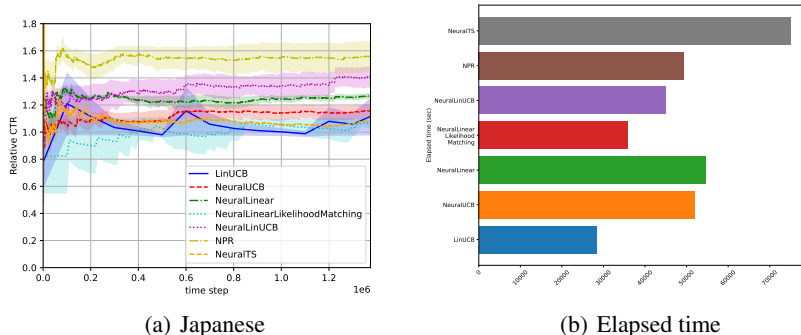 1.8
1.6
1.4
1.2
1.0
0.8
0.6
0.4
0.2
0.0
Relative CTR
LinUCB
NeuralUCB
NeuralLinear
NeuralLinearLikelihoodMatching
NeuralLinUCB
NPR
NeuralTS
0.0 0.2 0.4 0.6 0.8 1.0 1.2
1e6
time step
(a) Japanese
Elapsed time (sec)
NeuralTS
NPR
NeuralLinUCB
NeuralLinear
Likelihood
Matching
NeuralLinear
NeuralUCB
LinUCB
0 10000 20000 30000 40000 50000 60000 70000
(b) Elapsed time